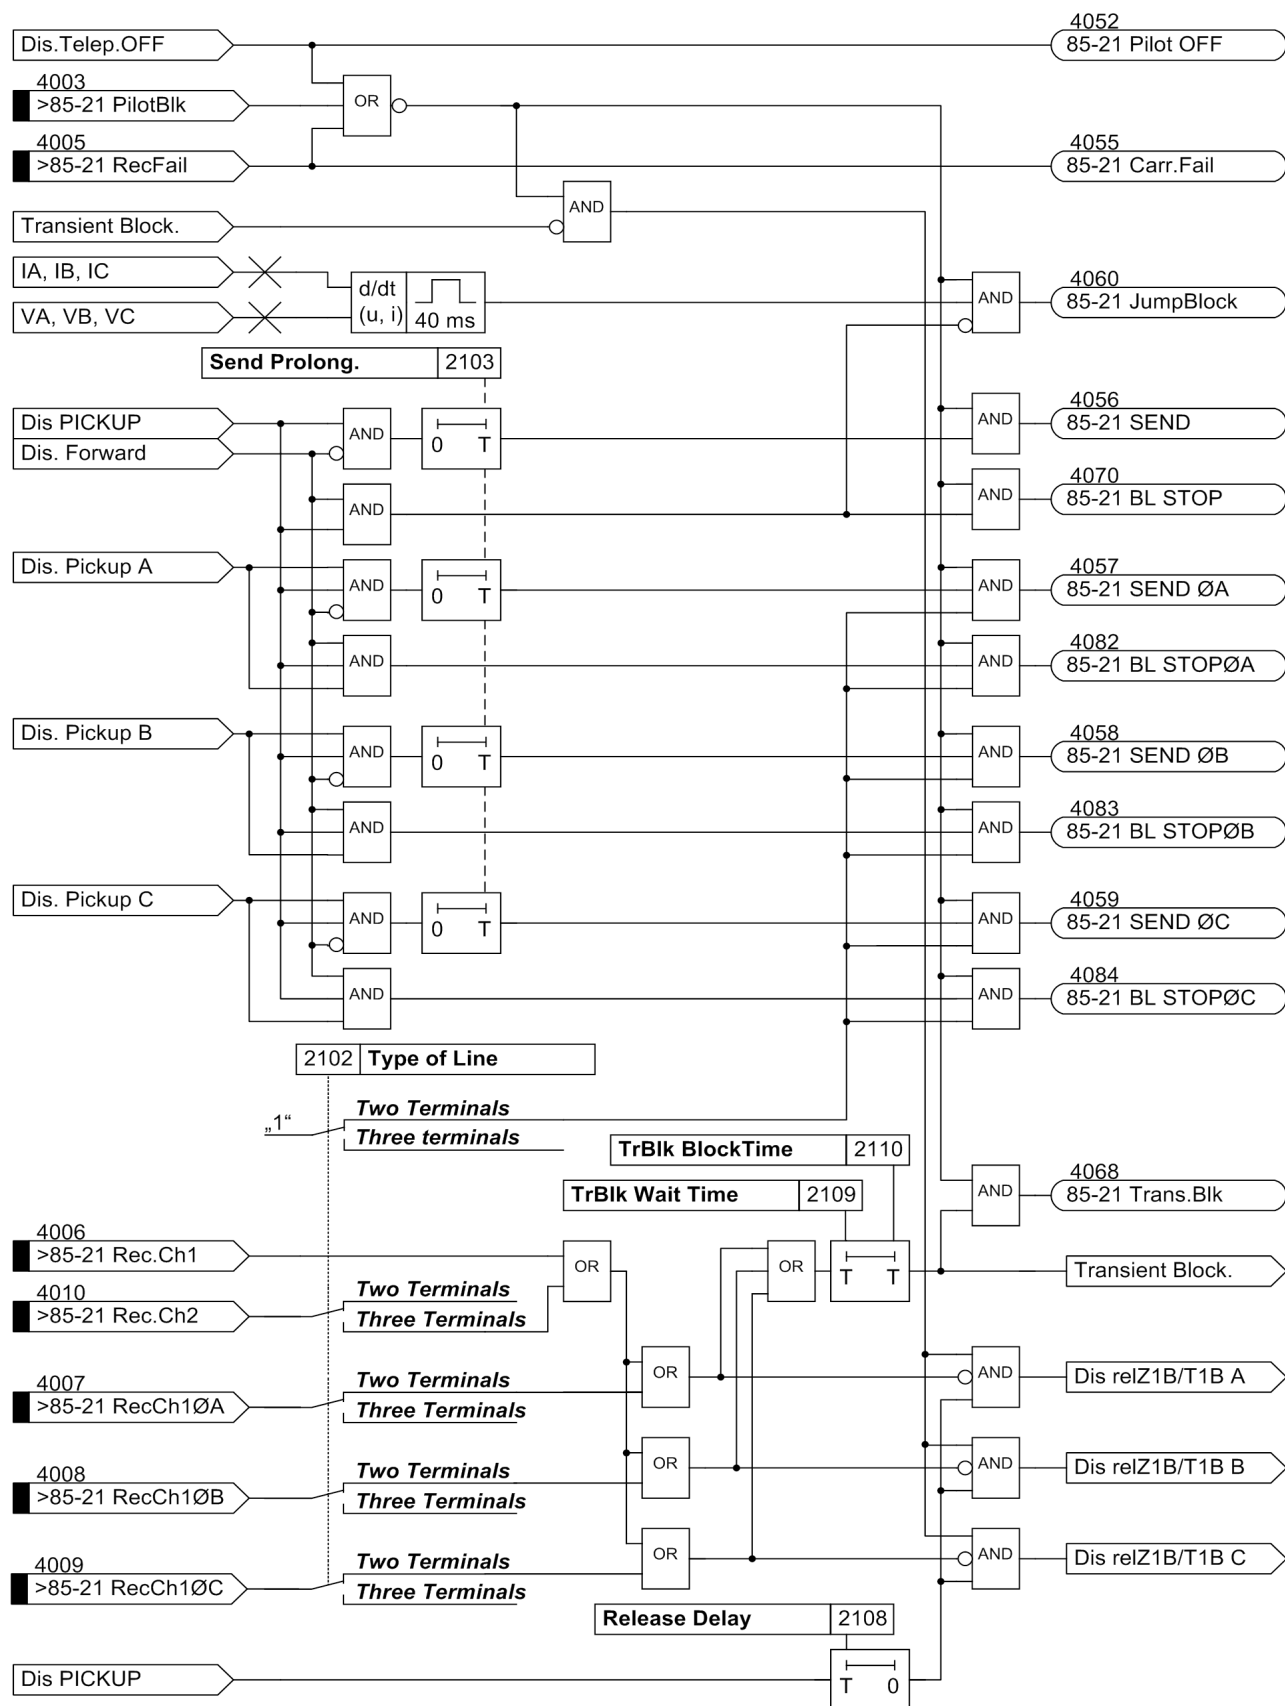 4052
Dis.Telep.OFF
85-21 Pilot OFF
4003
>85-21 PilotBlk
OR
4005
>85-21 RecFail
4055
85-21 Carr.Fail
AND
Transient Block.
IA, IB, IC
VA, VB, VC
d/dt
(u, i)
40 ms
AND
4060
85-21 JumpBlock
Send Prolong.
2103
Dis PICKUP
Dis. Forward
AND
0 T
AND
4056
85-21 SEND
AND
AND
4070
85-21 BL STOP
Dis. Pickup A
AND
0 T
AND
4057
85-21 SEND ØA
AND
AND
4082
85-21 BL STOPØA
Dis. Pickup B
AND
0 T
AND
4058
85-21 SEND ØB
AND
AND
4083
85-21 BL STOPØB
Dis. Pickup C
AND
0 T
AND
4059
85-21 SEND ØC
AND
AND
4084
85-21 BL STOPØC
2102 Type of Line
„1“
Two Terminals
Three terminals
TrBlk BlockTime 2110
TrBlk Wait Time 2109
AND
4068
85-21 Trans.Blk
4006
>85-21 Rec.Ch1
OR
OR
T T
Transient Block.
4010
>85-21 Rec.Ch2
Two Terminals
Three Terminals
4007
>85-21 RecCh1ØA
Two Terminals
Three Terminals
OR
AND
Dis relZ1B/T1B A
4008
>85-21 RecCh1ØB
Two Terminals
Three Terminals
OR
AND
Dis relZ1B/T1B B
4009
>85-21 RecCh1ØC
Two Terminals
Three Terminals
OR
AND
Dis relZ1B/T1B C
Release Delay 2108
Dis PICKUP
T 0